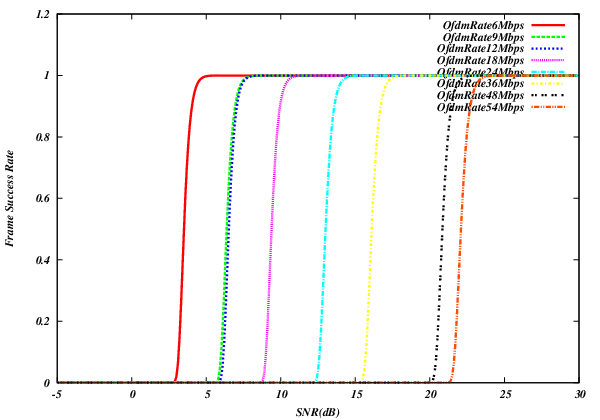 1.2
OfdmRate6Mbps
OfdmRate9Mbps
OfdmRate12Mbps
OfdmRate18Mbps
OfdmRate24Mbps
OfdmRate36Mbps
OfdmRate48Mbps
OfdmRate54Mbps
1
0.8
0.6
0.4
0.2
0
Frame Success Rate
-5 0 5 10 15 20 25 30
SNR(dB)